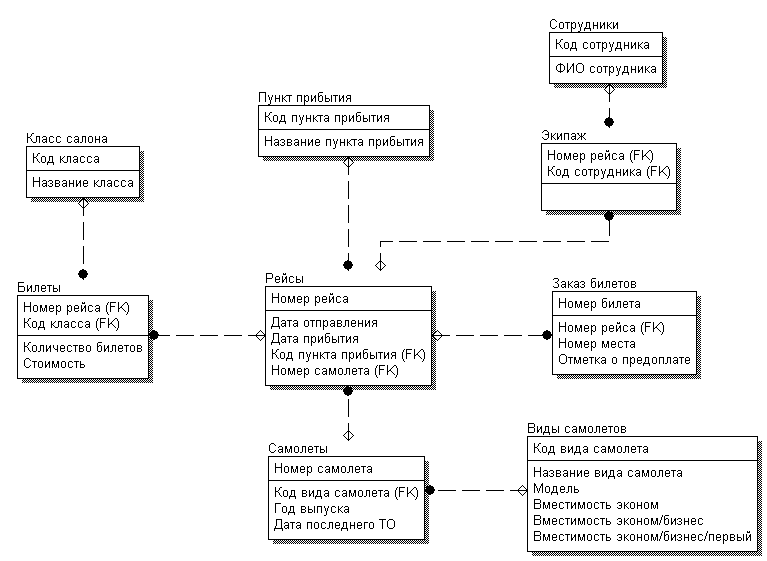 Сотрудники
Код сотрудника
ФИО сотрудника
Пункт прибытия
Код пункта прибытия
Название пункта прибытия
Экипаж
Номер рейса (FK)
Код сотрудника (FK)
Класс салона
Код класса
Название класса
Билеты
Номер рейса (FK)
Код класса (FK)
Количество билетов
Стоимость
Рейсы
Номер рейса
Дата отправления
Дата прибытия
Код пункта прибытия (FK)
Номер самолета (FK)
Заказ билетов
Номер билета
Номер рейса (FK)
Номер места
Отметка о предоплате
Самолеты
Номер самолета
Код вида самолета (FK)
Год выпуска
Дата последнего ТО
Виды самолетов
Код вида самолета
Название вида самолета
Модель
Вместимость эконом
Вместимость эконом/бизнес
Вместимость эконом/бизнес/первый